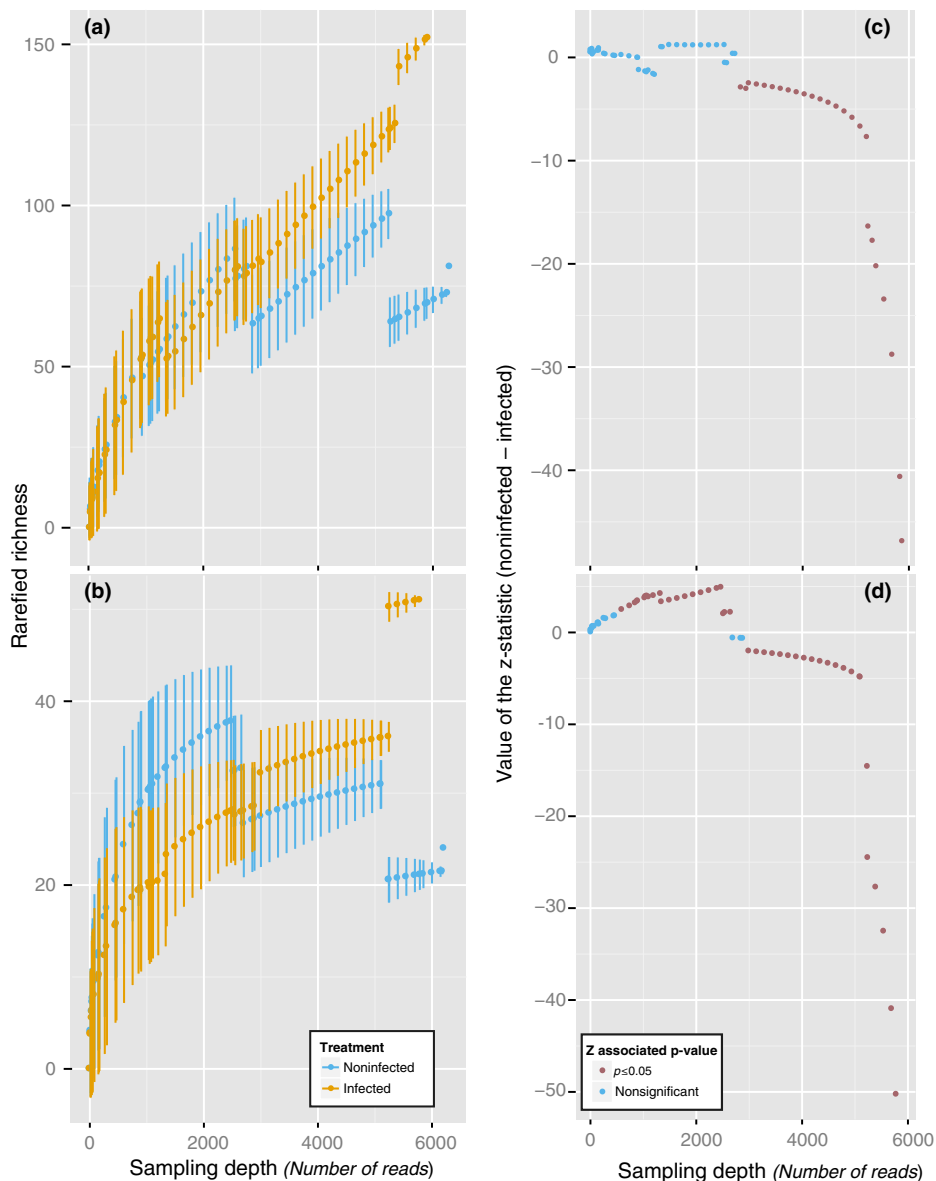 (a)
150
100
50
0
(b)
40
20
0
Rarefied richness
Treatment
Noninfected
Infected
0 2000 4000 6000
Sampling depth (Number of reads)
(c)
0
−10
−20
−30
−40
(d)
0
−10
−20
−30
−40
−50
Value of the z-statistic (noninfected − infected)
Z associated p-value
p≤0.05
Nonsignificant
0 2000 4000 6000
Sampling depth (Number of reads)